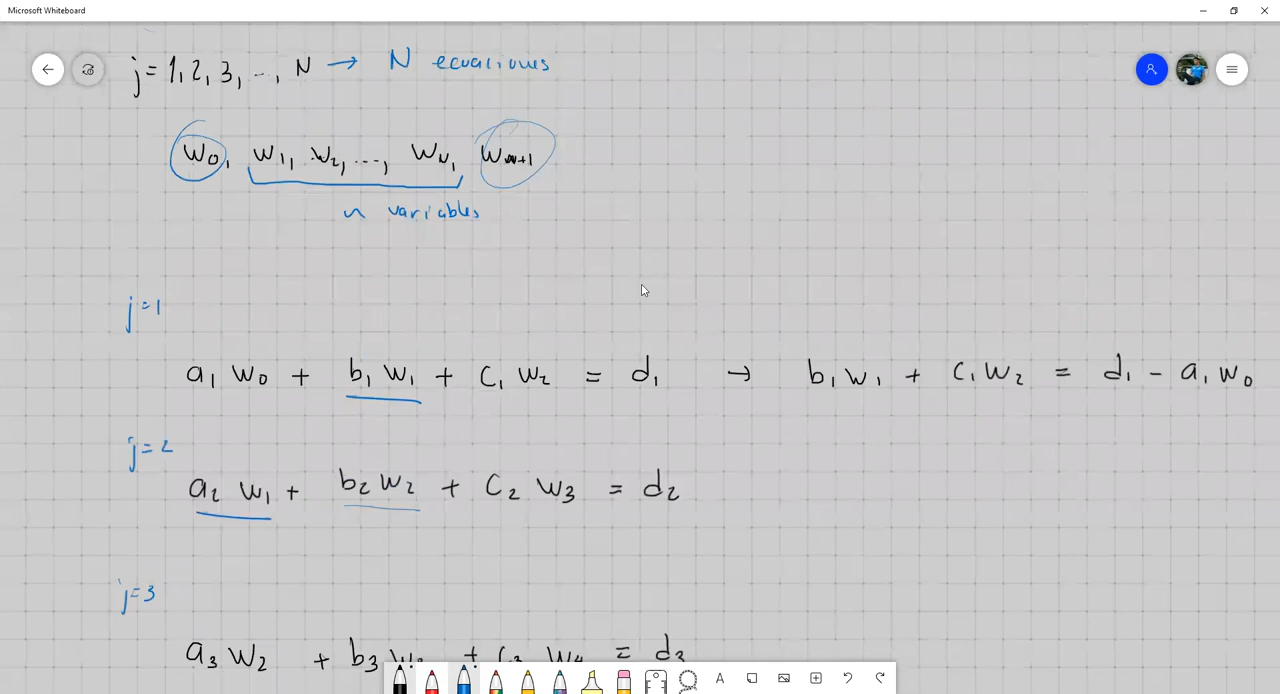 Microsoft Whiteboard
j = 1, 2, 3, ..., N → N ecuaciones
w₀, w₁, w₂, ..., w_N, w_N+1
n variables
j=1
a₁ w₀ + b₁ w₁ + c₁ w₂ = d₁ → b₁ w₁ + c₁ w₂ = d₁ - a₁ w₀
j=2
a₂ w₁ + b₂ w₂ + c₂ w₃ = d₂
j=3
a₃ w₂ + b₃ w₃ + c₃ w₄ = d₃